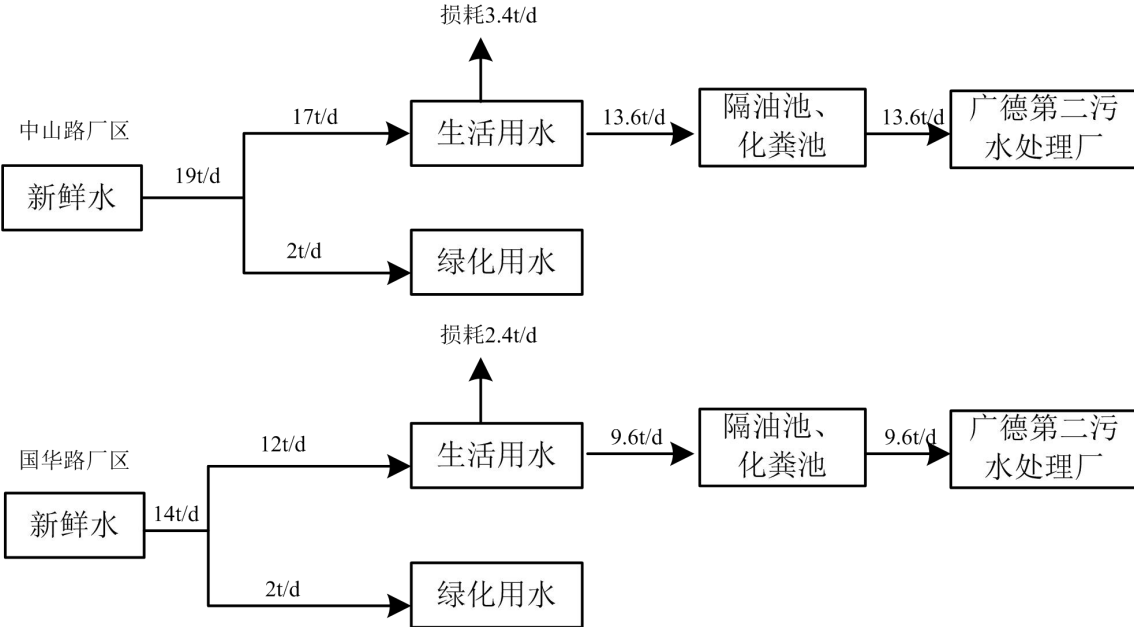 损耗3.4t/d
17t/d
生活用水
13.6t/d
隔油池、
化粪池
13.6t/d
广德第二污
水处理厂
中山路厂区
新鲜水
19t/d
2t/d
绿化用水
损耗2.4t/d
12t/d
生活用水
9.6t/d
隔油池、
化粪池
9.6t/d
广德第二污
水处理厂
国华路厂区
新鲜水
14t/d
2t/d
绿化用水